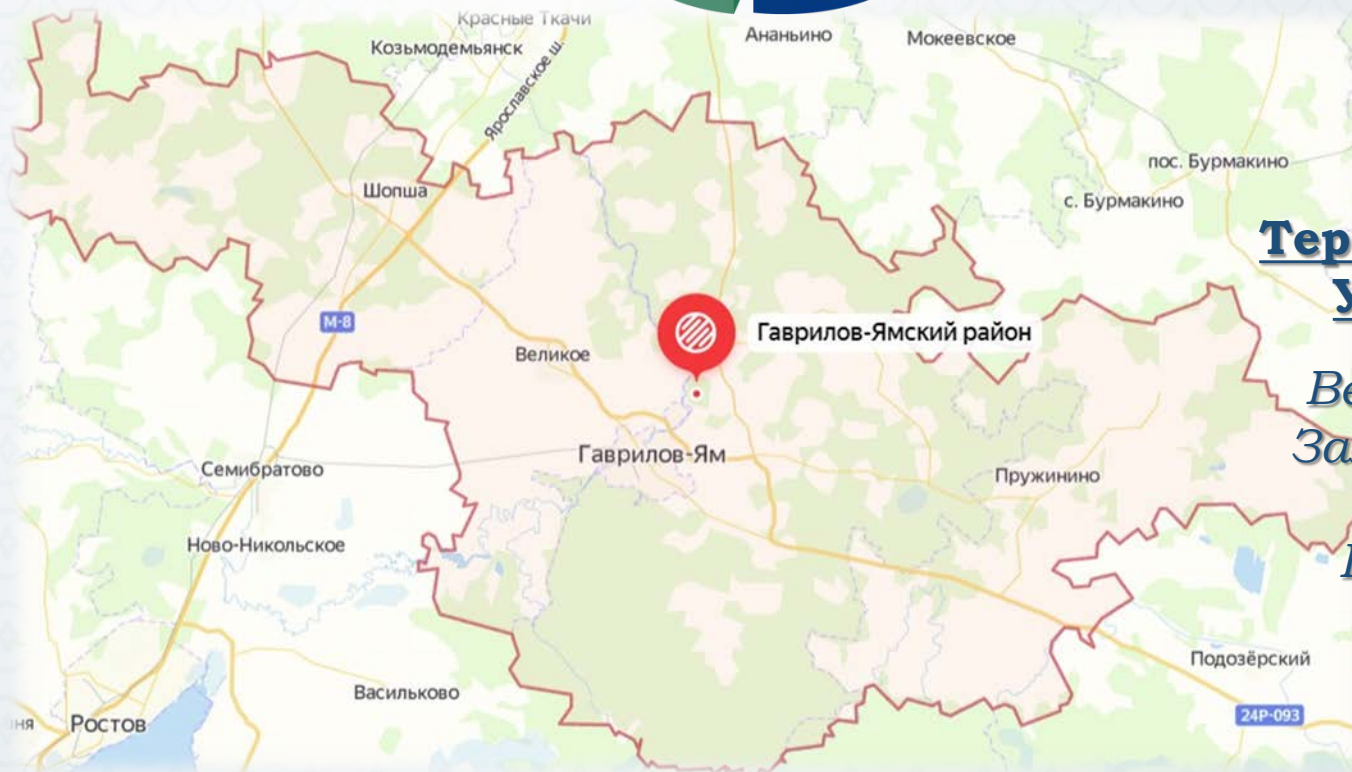 Красные Ткачи
Козьмодемьянск
Ананьино
Мокеевское
Ярославское ш.
пос. Бурмакино
Шопша
с. Бурмакино
М-8
Гаврилов-Ямский район
Великое
Гаврилов-Ям
Семибратово
Пружинино
Ново-Никольское
Подозёрский
Васильково
24Р-093
Ростов